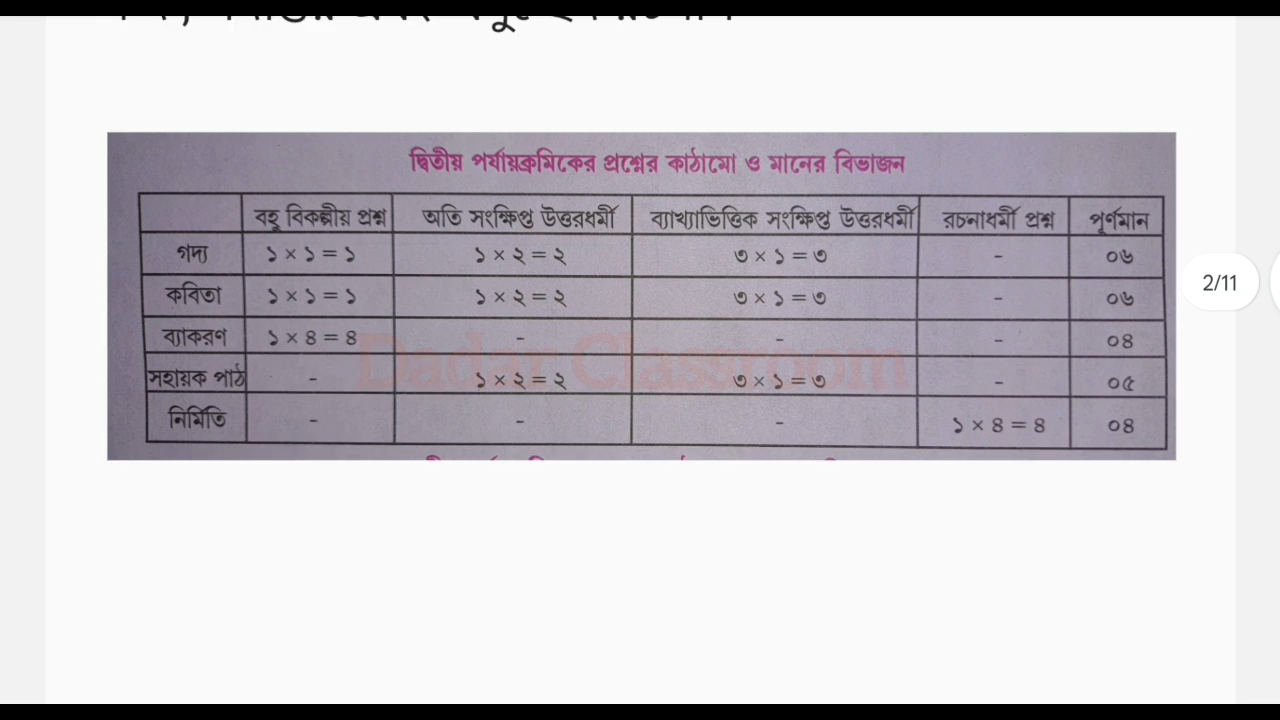 দ্বিতীয় পর্যায়ক্রমিকের প্রশ্নের কাঠামো ও মানের বিভাজন
বহু বিকল্পীয় প্রশ্ন অতি সংক্ষিপ্ত উত্তরধর্মী ব্যাখ্যাভিত্তিক সংক্ষিপ্ত উত্তরধর্মী রচনাধর্মী প্রশ্ন পূর্ণমান
গদ্য ১ × ১ = ১ ১ × ২ = ২ ৩ × ১ = ৩ - ০৬
কবিতা ১ × ১ = ১ ১ × ২ = ২ ৩ × ১ = ৩ - ০৬
ব্যাকরণ ১ × ৪ = ৪ - - - ০৪
Dadar Classroom
সহায়ক পাঠ - ১ × ২ = ২ ৩ × ১ = ৩ - ০৫
নির্মিতি - - - ১ × ৪ = ৪ ০৪
2/11